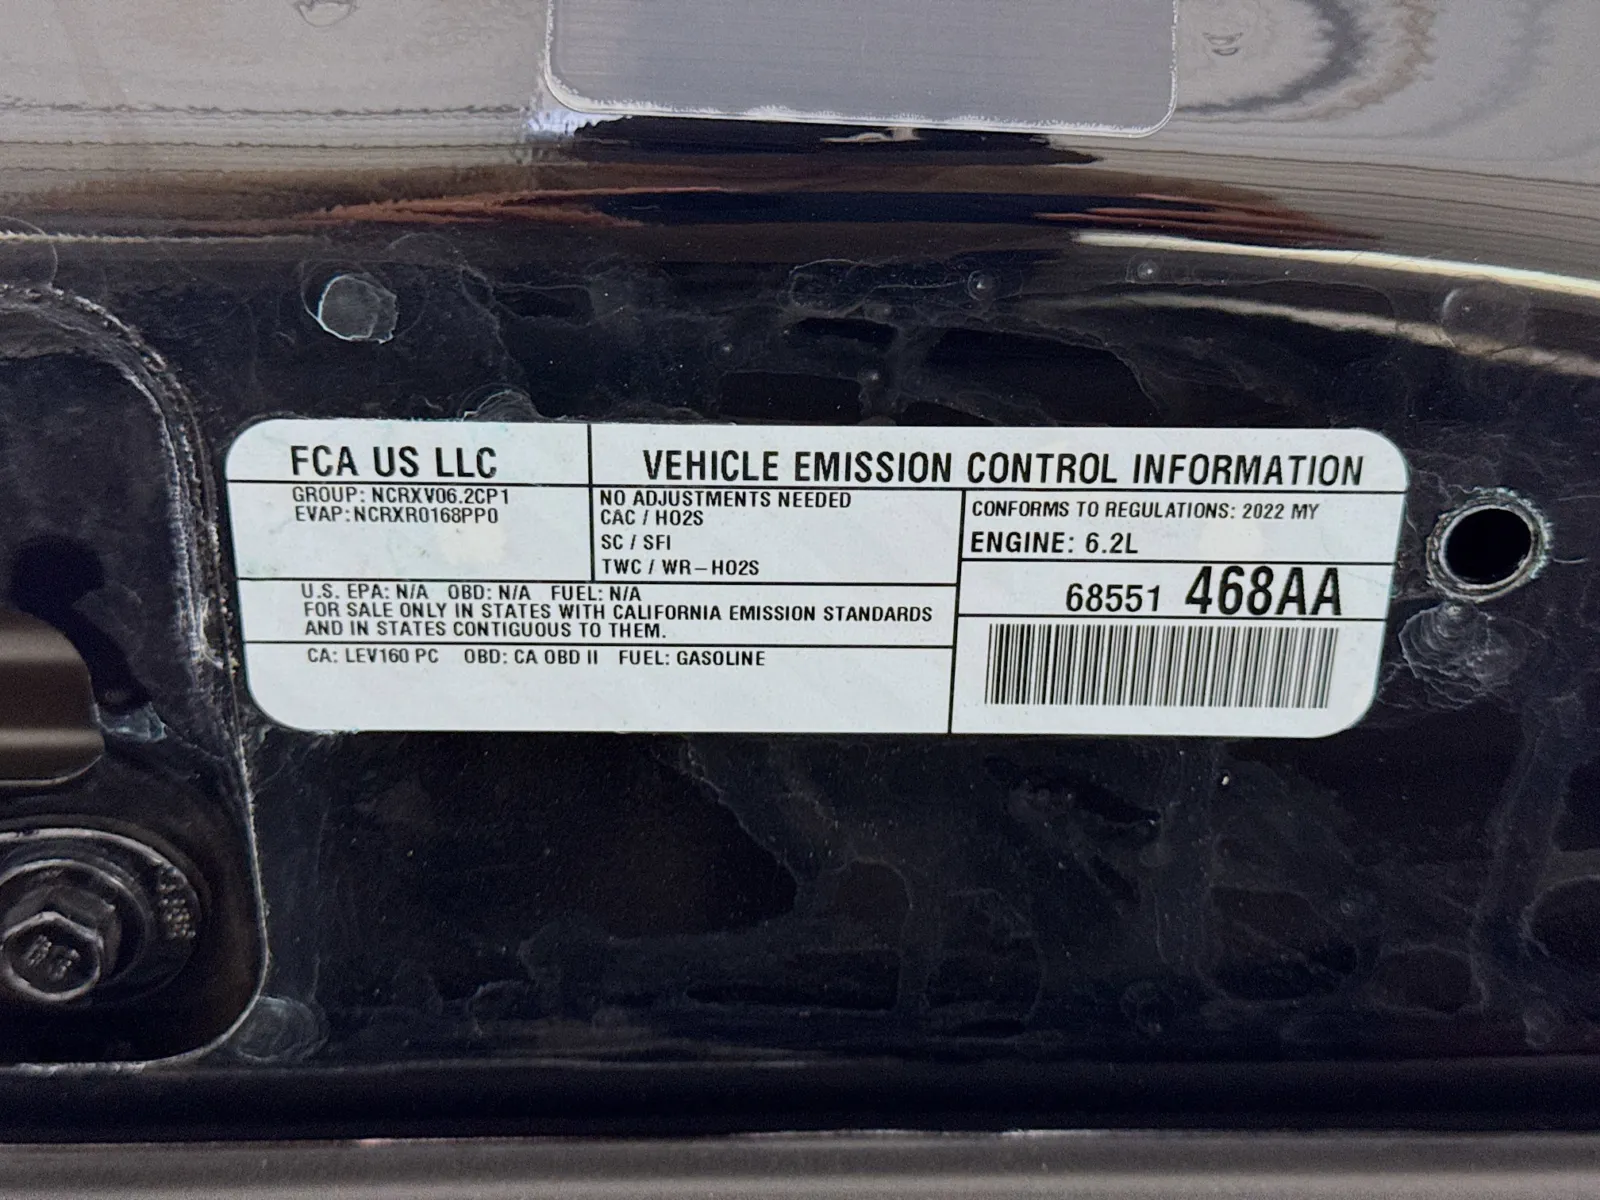 FCA US LLC
VEHICLE EMISSION CONTROL INFORMATION
GROUP: NCRXV06.2CP1
EVAP: NCRXR0168PP0
NO ADJUSTMENTS NEEDED
CAC / HO2S
SC / SFI
TWC / WR-HO2S
CONFORMS TO REGULATIONS: 2022 MY
ENGINE: 6.2L
68551 468AA
U.S. EPA: N/A OBD: N/A FUEL: N/A
FOR SALE ONLY IN STATES WITH CALIFORNIA EMISSION STANDARDS
AND IN STATES CONTIGUOUS TO THEM.
CA: LEV160 PC OBD: CA OBD II FUEL: GASOLINE